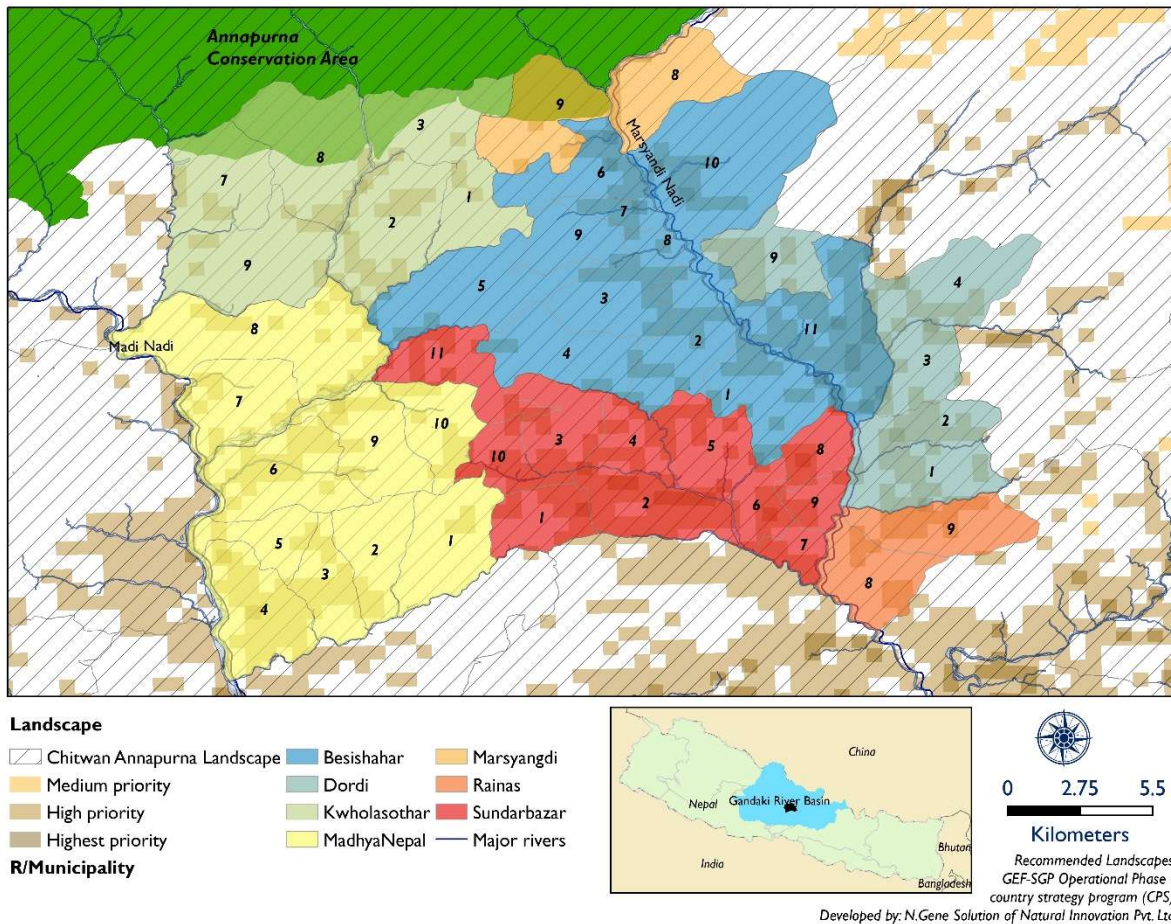 Annapurna
Conservation Area
8
9
3
Marsyandi Nadi
10
6
8
7
1
7
2
9
8
9
9
4
5
3
11
8
Madi Nadi
2
3
11
4
7
1
2
10
9
3
4
5
8
10
6
1
6
9
9
1
2
5
2
1
7
3
8
4
Landscape
Chitwan Annapurna Landscape
Medium priority
High priority
Highest priority
R/Municipality
Besishahar
Dordi
Kwholasothar
MadhyaNepal
Marsyangdi
Rainas
Sundarbazar
Major rivers
China
Nepal
Gandaki River Basin
India
Bhutan
Bangladesh
0 2.75 5.5
Kilometers
Recommended Landscapes
GEF-SGP Operational Phase
country strategy program (CPS
Developed by: N.Gene Solution of Natural Innovation Pvt. Ltd